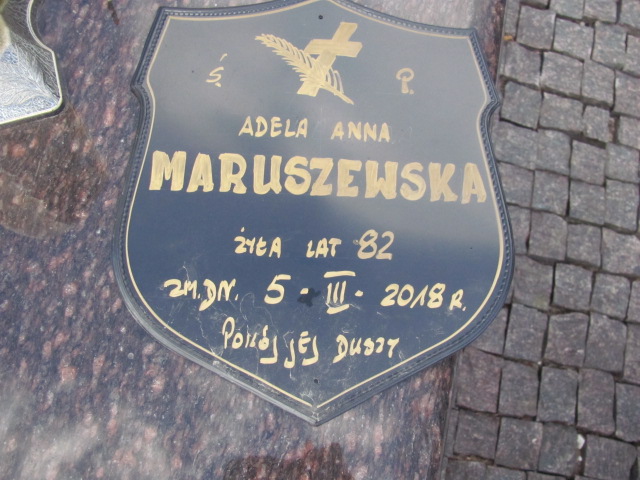 Ś. P.
ADELA ANNA
MARUSZEWSKA
ŻYŁA LAT 82
ZM. DN. 5 - III - 2018 R.
POKÓJ JEJ DUSZY